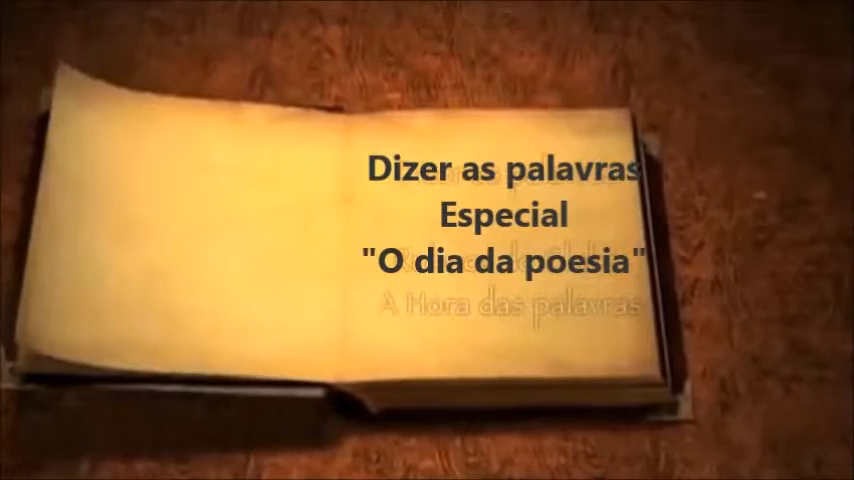 Dizer as palavras
Especial
"O dia da poesia"
A Hora das palavras